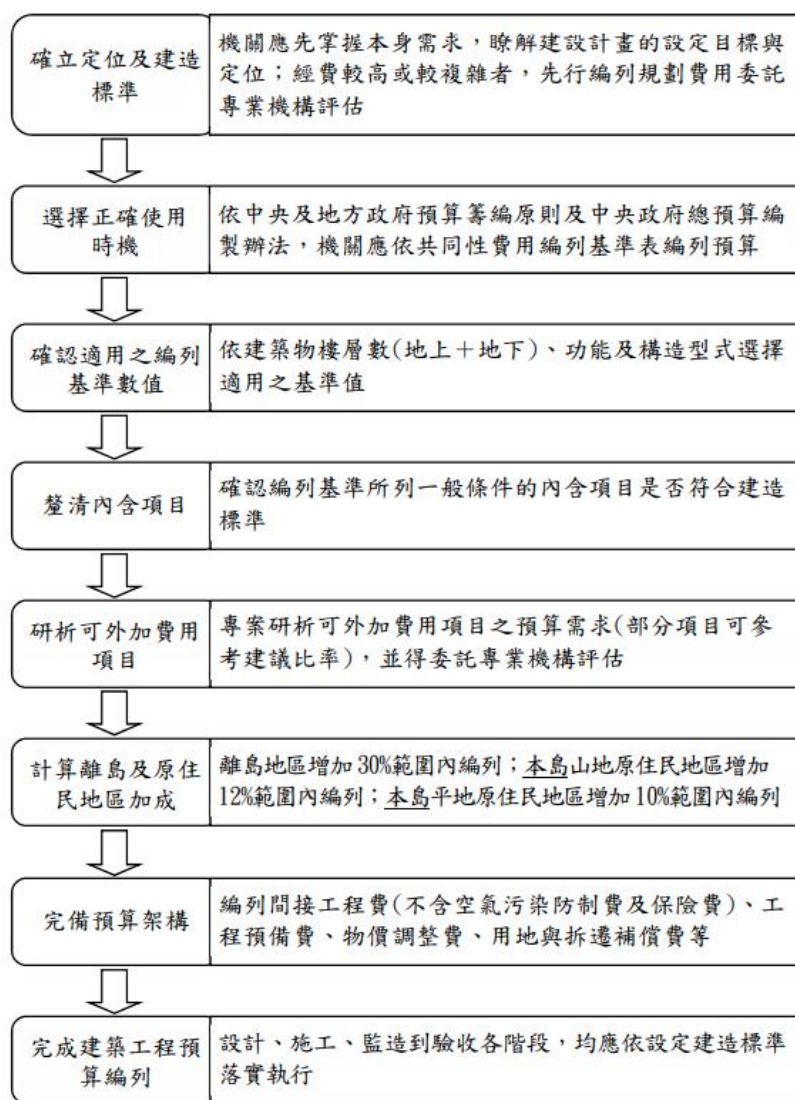 確立定位及建造
標準
機關應先掌握本身需求，瞭解建設計畫的設定目標與
定位；經費較高或較複雜者，先行編列規劃費用委託
專業機構評估
選擇正確使用
時機
依中央及地方政府預算籌編原則及中央政府總預算編
製辦法，機關應依共同性費用編列基準表編列預算
確認適用之編列
基準數值
依建築物樓層數(地上＋地下)、功能及構造型式選擇
適用之基準值
釐清內含項目
確認編列基準所列一般條件的內含項目是否符合建造
標準
研析可外加費用
項目
專案研析可外加費用項目之預算需求(部分項目可參
考建議比率)，並得委託專業機構評估
計算離島及原住
民地區加成
離島地區增加 30%範圍內編列；本島山地原住民地區增加
12%範圍內編列；本島平地原住民地區增加 10%範圍內編列
完備預算架構
編列間接工程費(不含空氣污染防制費及保險費)、工
程預備費、物價調整費、用地與拆遷補償費等
完成建築工程預
算編列
設計、施工、監造到驗收各階段，均應依設定建造標準
落實執行